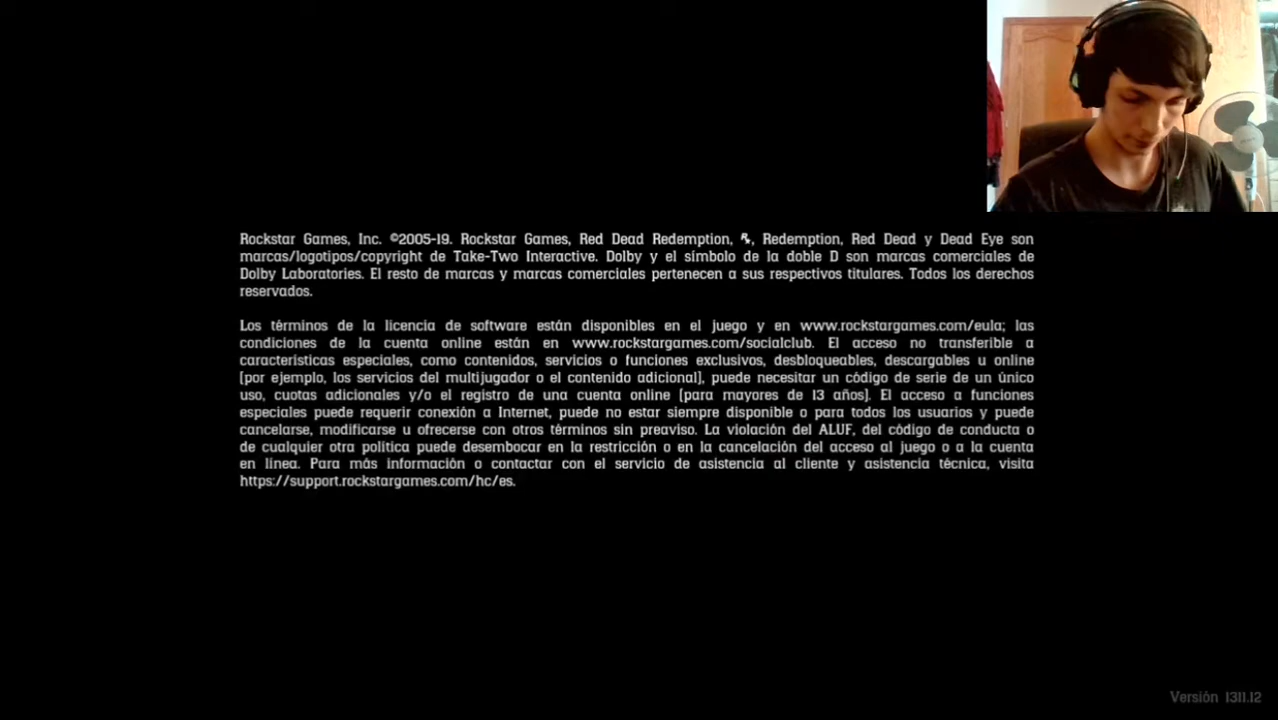 Rockstar Games, Inc. ©2005-19. Rockstar Games, Red Dead Redemption, R*, Redemption, Red Dead y Dead Eye son
marcas/logotipos/copyright de Take-Two Interactive. Dolby y el símbolo de la doble D son marcas comerciales de
Dolby Laboratories. El resto de marcas y marcas comerciales pertenecen a sus respectivos titulares. Todos los derechos
reservados.
Los términos de la licencia de software están disponibles en el juego y en www.rockstargames.com/eula; las
condiciones de la cuenta online están en www.rockstargames.com/socialclub. El acceso no transferible a
características especiales, como contenidos, servicios o funciones exclusivos, desbloqueables, descargables u online
[por ejemplo, los servicios del multijugador o el contenido adicional], puede necesitar un código de serie de un único
uso, cuotas adicionales y/o el registro de una cuenta online [para mayores de 13 años]. El acceso a funciones
especiales puede requerir conexión a Internet, puede no estar siempre disponible o para todos los usuarios y puede
cancelarse, modificarse u ofrecerse con otros términos sin preaviso. La violación del ALUF, del código de conducta o
de cualquier otra política puede desembocar en la restricción o en la cancelación del acceso al juego o a la cuenta
en línea. Para más información o contactar con el servicio de asistencia al cliente y asistencia técnica, visita
https://support.rockstargames.com/hc/es.
Versión 1311.12